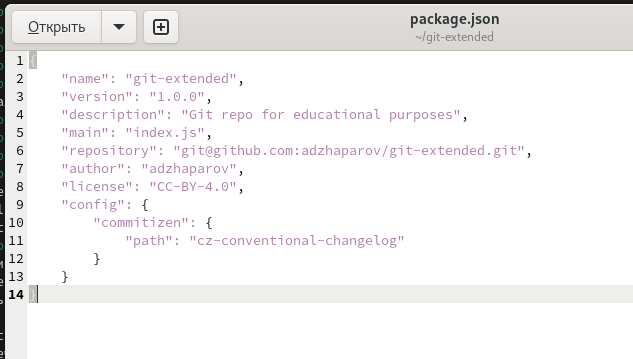 Открыть
package.json
~/git-extended
1 {
2 "name": "git-extended",
3 "version": "1.0.0",
4 "description": "Git repo for educational purposes",
5 "main": "index.js",
6 "repository": "git@github.com:adzhaparov/git-extended.git",
7 "author": "adzhaparov",
8 "license": "CC-BY-4.0",
9 "config": {
10 "commitizen": {
11 "path": "cz-conventional-changelog"
12 }
13 }
14 }